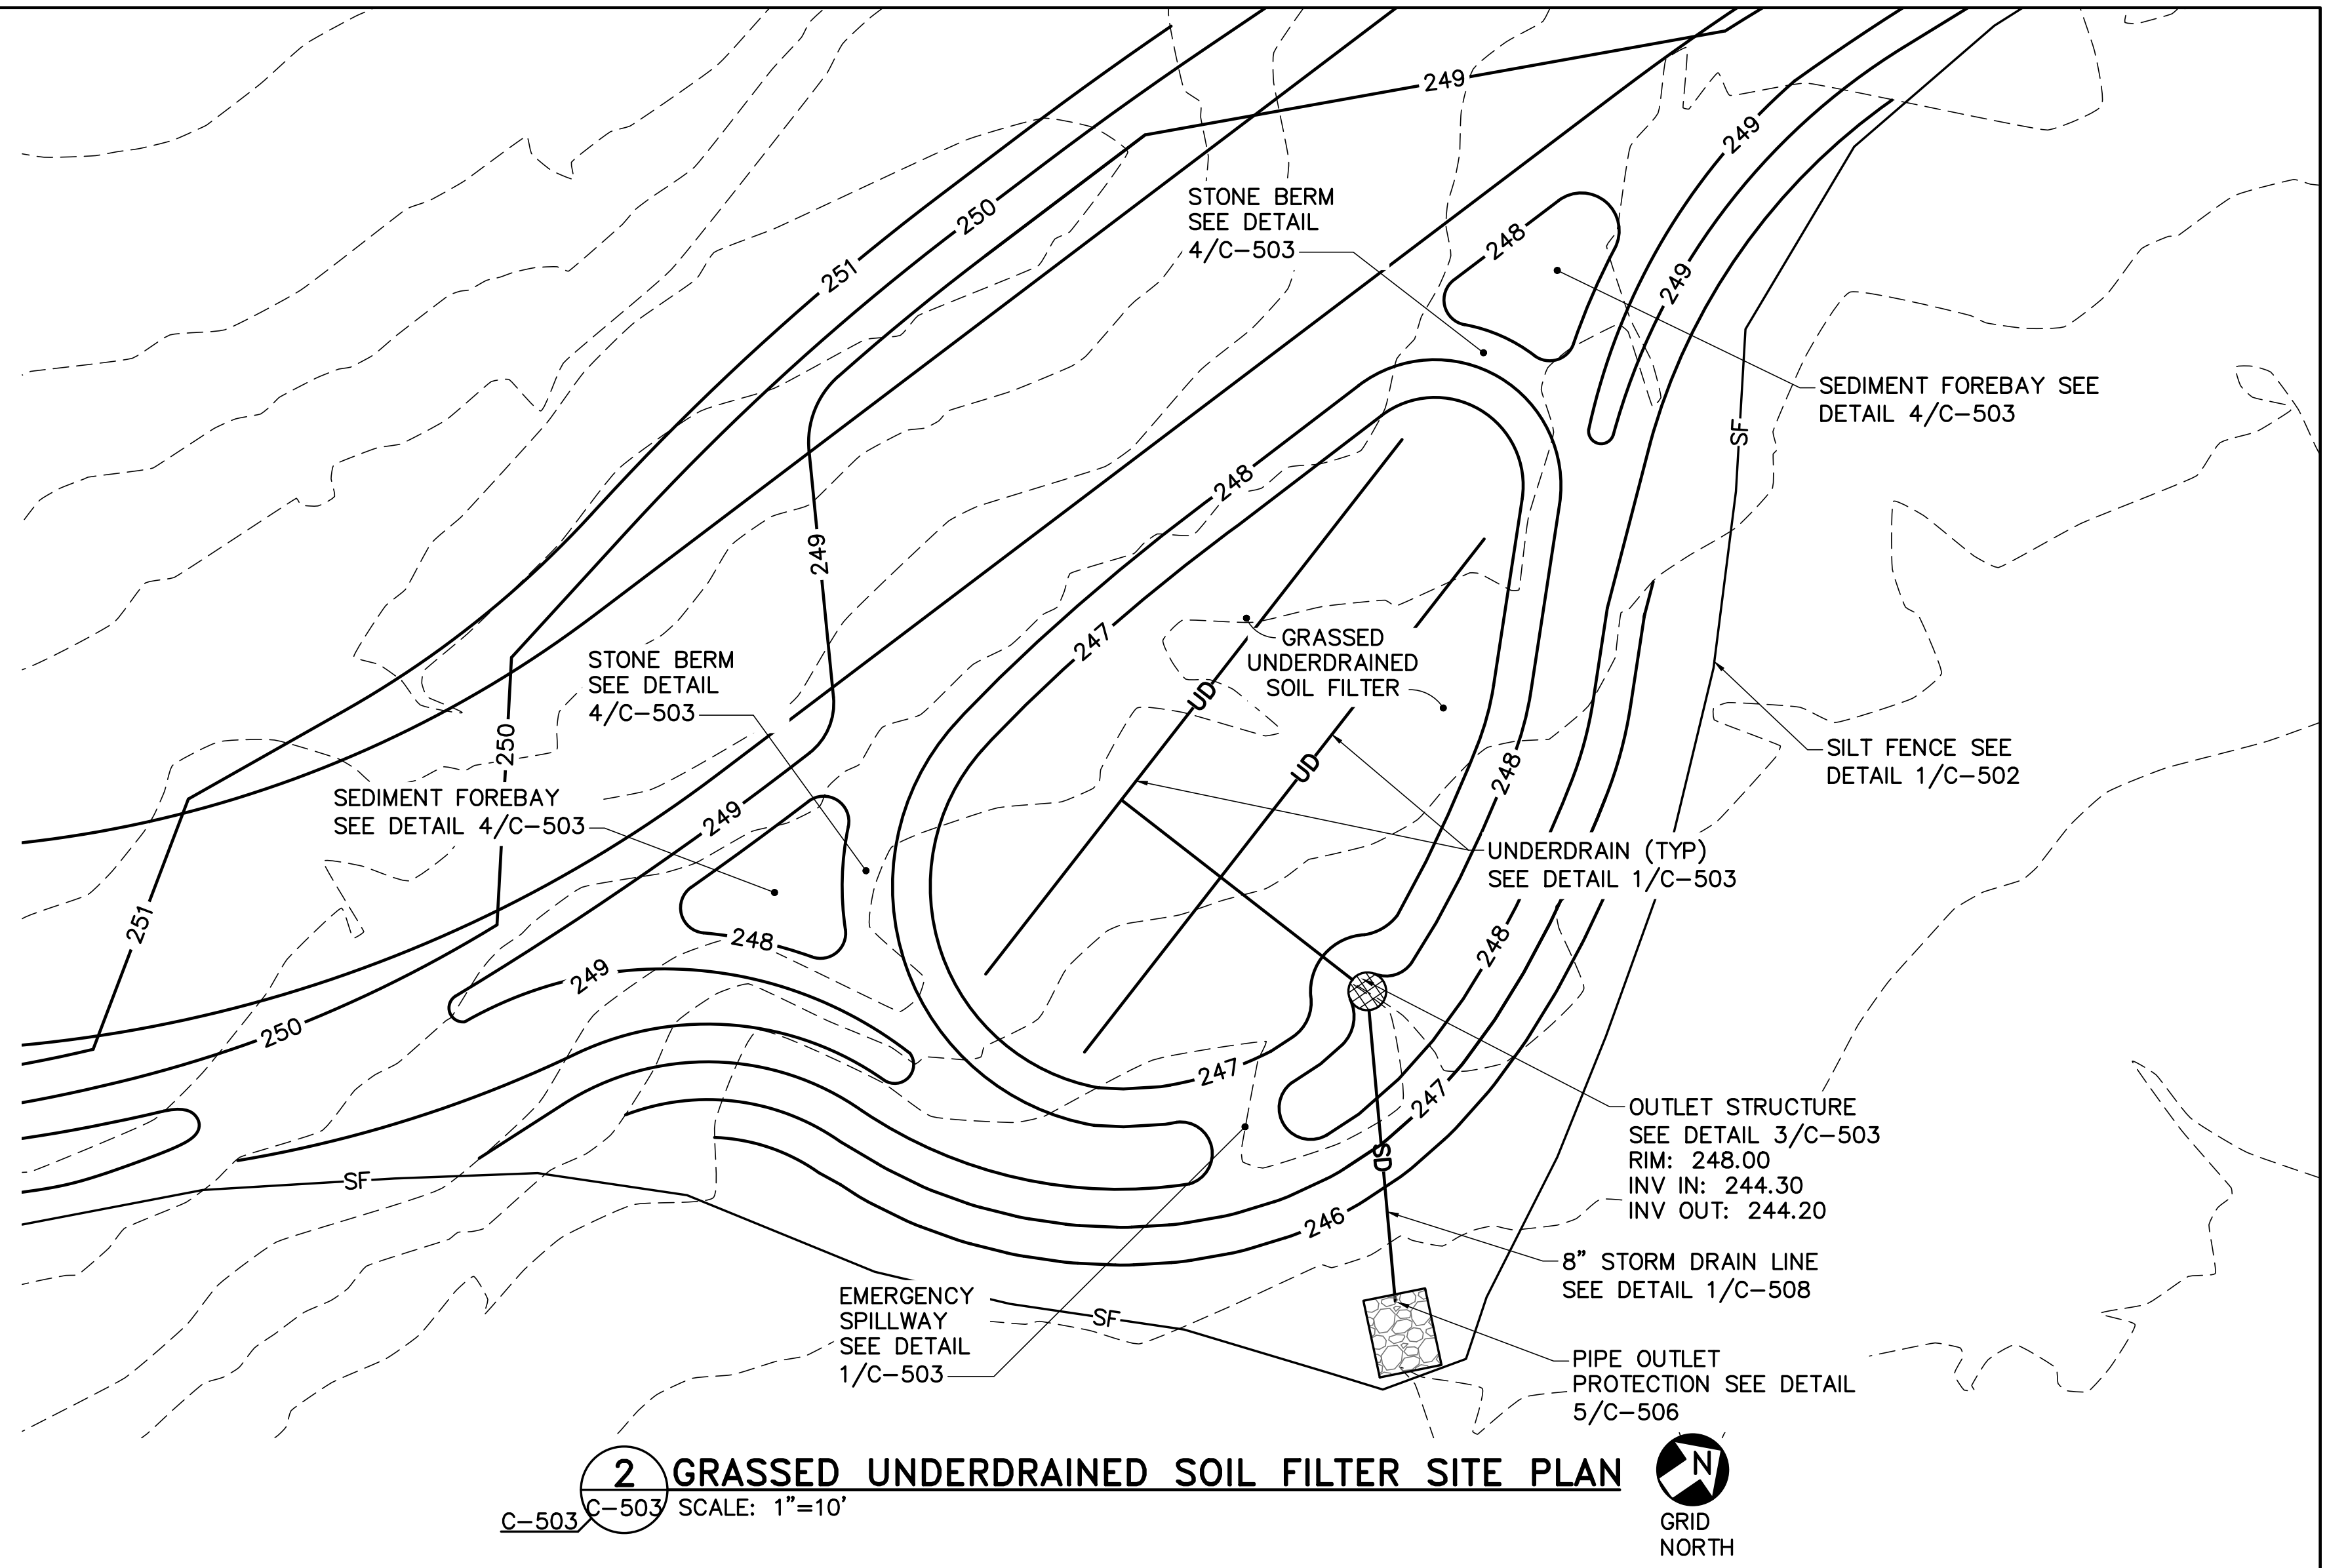 249
249
STONE BERM
SEE DETAIL
4/C-503
250
248
251
249
SEDIMENT FOREBAY SEE
DETAIL 4/C-503
SF
248
249
GRASSED
UNDERDRAINED
SOIL FILTER
247
STONE BERM
SEE DETAIL
4/C-503
UD
UD
250
248
SILT FENCE SEE
DETAIL 1/C-502
SEDIMENT FOREBAY
SEE DETAIL 4/C-503
249
UNDERDRAIN (TYP)
SEE DETAIL 1/C-503
251
248
248
249
250
247
247
OUTLET STRUCTURE
SEE DETAIL 3/C-503
RIM: 248.00
INV IN: 244.30
INV OUT: 244.20
SD
SF
246
8" STORM DRAIN LINE
SEE DETAIL 1/C-508
EMERGENCY
SPILLWAY
SEE DETAIL
1/C-503
SF
PIPE OUTLET
PROTECTION SEE DETAIL
5/C-506
2
GRASSED UNDERDRAINED SOIL FILTER SITE PLAN
C-503
SCALE: 1"=10'
C-503
N
GRID
NORTH